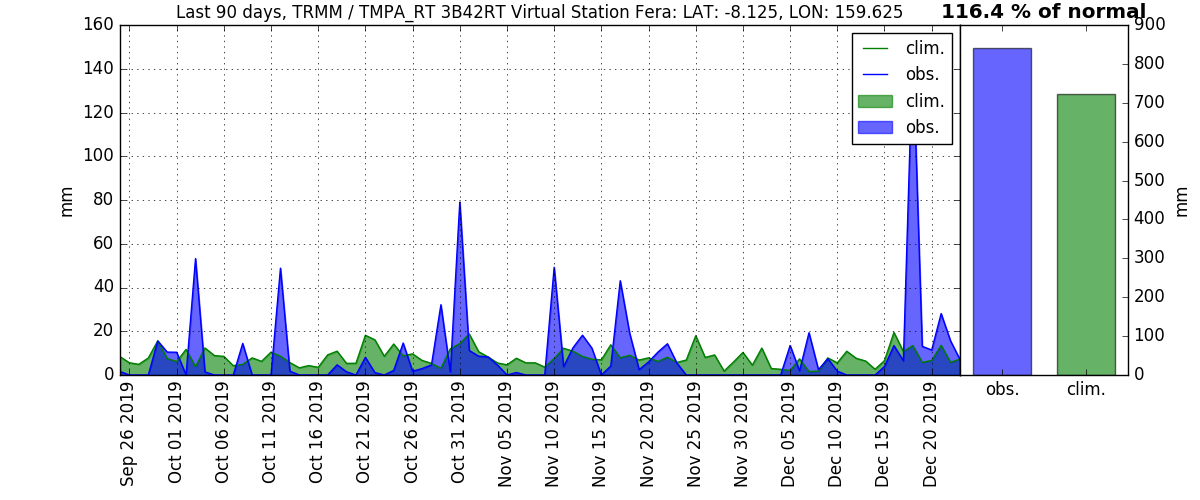 Last 90 days, TRMM / TMPA_RT 3B42RT Virtual Station Fera: LAT: -8.125, LON: 159.625
116.4 % of normal
160
140
120
100
80
60
40
20
0
mm
clim.
obs.
clim.
obs.
900
800
700
600
500
400
300
200
100
0
mm
obs.
clim.
Sep 26 2019
Oct 01 2019
Oct 06 2019
Oct 11 2019
Oct 16 2019
Oct 21 2019
Oct 26 2019
Oct 31 2019
Nov 05 2019
Nov 10 2019
Nov 15 2019
Nov 20 2019
Nov 25 2019
Nov 30 2019
Dec 05 2019
Dec 10 2019
Dec 15 2019
Dec 20 2019